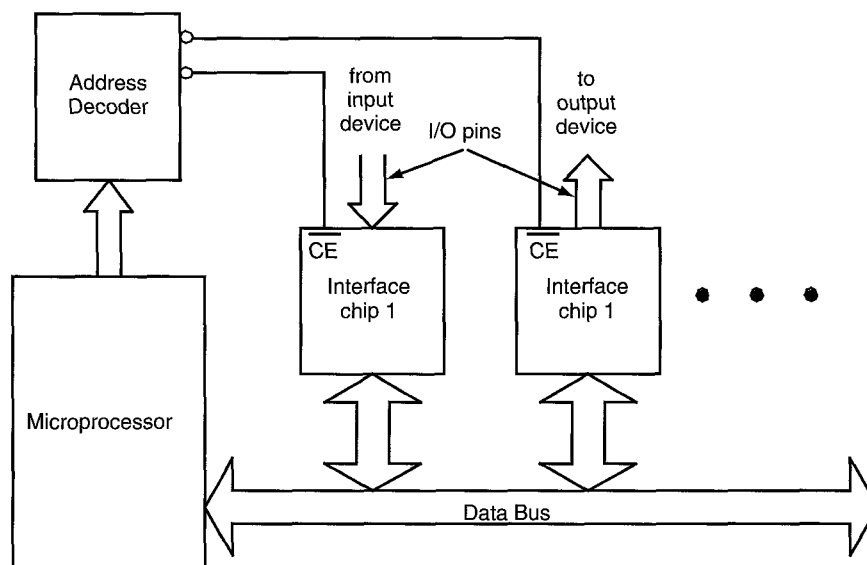 Address
Decoder
from
input
device
I/O pins
to
output
device
CE
Interface
chip 1
CE
Interface
chip 1
Microprocessor
Data Bus